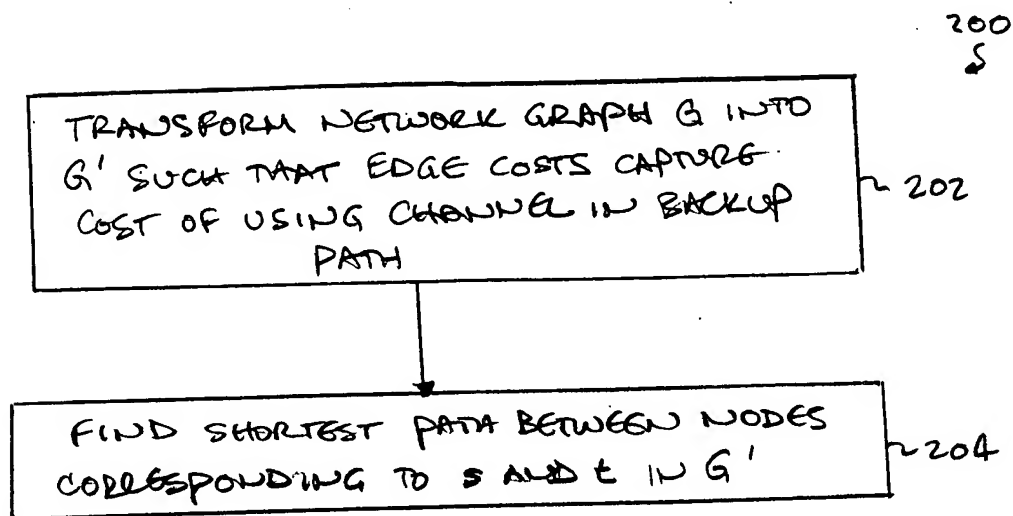 200
TRANSFORM NETWORK GRAPH G INTO
G' SUCH THAT EDGE COSTS CAPTURE
COST OF USING CHANNEL IN BACKUP
PATH
202
FIND SHORTEST PATH BETWEEN NODES
CORRESPONDING TO s AND t IN G'
204